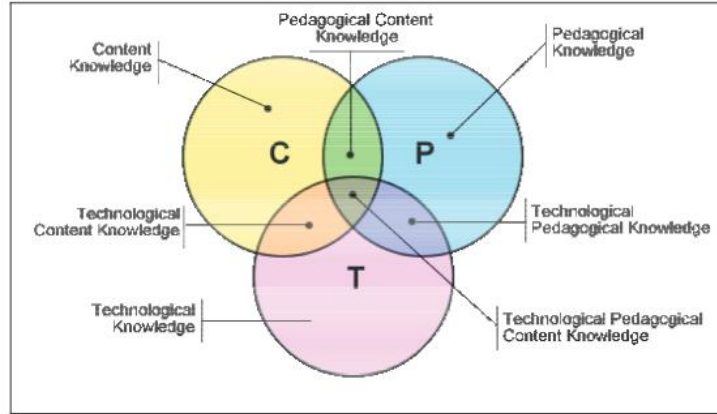 Pedagogical Content
Knowledge
Content
Knowledge
Pedagogical
Knowledge
C
P
Technological
Content Knowledge
Technological
Pedagogical Knowledge
T
Technological
Knowledge
Technological Pedagogical
Content Knowledge